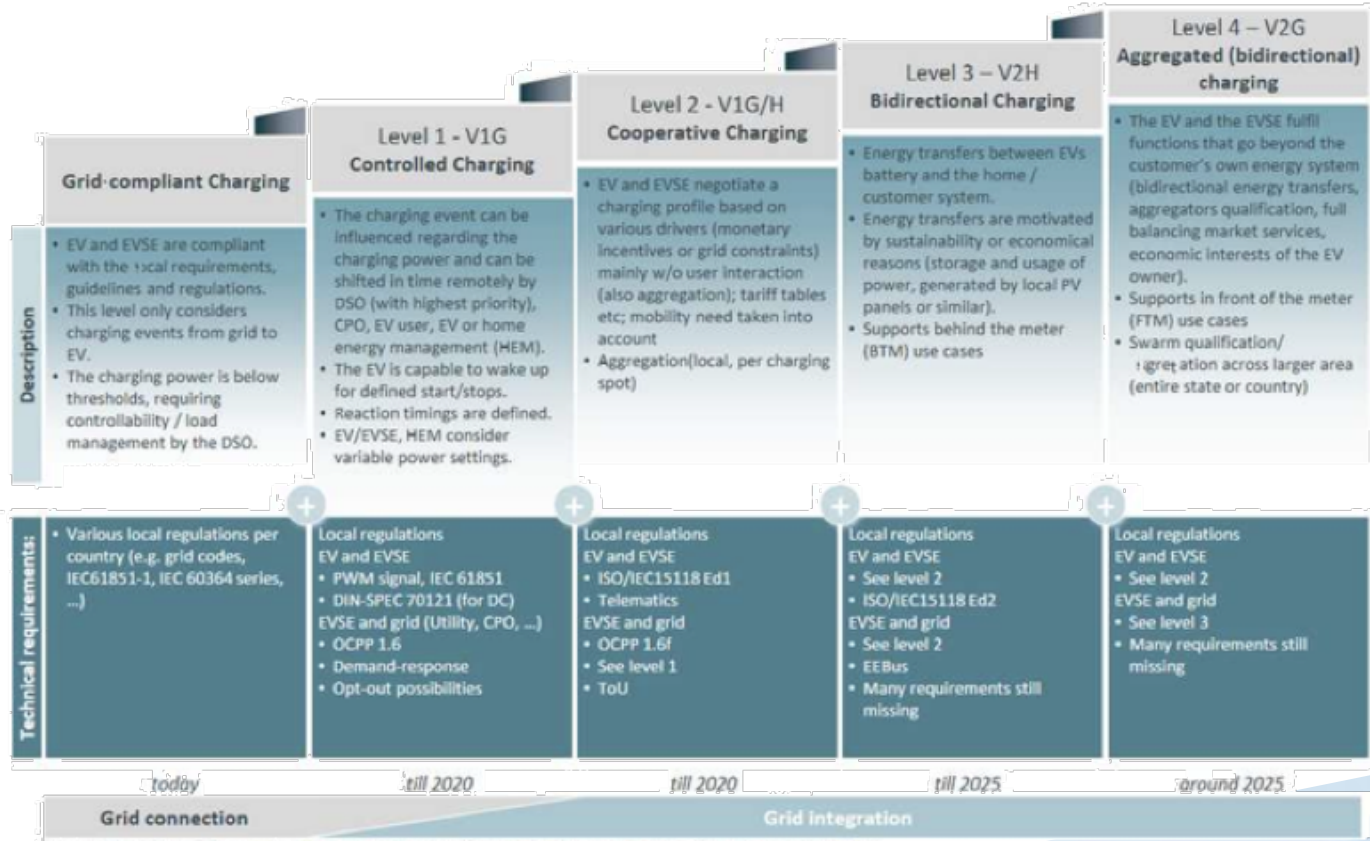 Grid-compliant Charging
Level 1 - V1G
Controlled Charging
Level 2 - V1G/H
Cooperative Charging
Level 3 – V2H
Bidirectional Charging
Level 4 – V2G
Aggregated (bidirectional)
charging
Description
• EV and EVSE are compliant
with the local requirements,
guidelines and regulations.
• This level only considers
charging events from grid to
EV.
• The charging power is below
thresholds, requiring
controllability / load
management by the DSO.
• The charging event can be
influenced regarding the
charging power and can be
shifted in time remotely by
DSO (with highest priority),
CPO, EV user, EV or home
energy management (HEM).
• The EV is capable to wake up
for defined start/stops.
• Reaction timings are defined.
• EV/EVSE, HEM consider
variable power settings.
• EV and EVSE negotiate a
charging profile based on
various drivers (monetary
incentives or grid constraints)
mainly w/o user interaction
(also aggregation); tariff tables
etc; mobility need taken into
account
• Aggregation(local, per charging
spot)
• Energy transfers between EVs
battery and the home /
customer system.
• Energy transfers are motivated
by sustainability or economical
reasons (storage and usage of
power, generated by local PV
panels or similar).
• Supports behind the meter
(BTM) use cases
• The EV and the EVSE fulfil
functions that go beyond the
customer's own energy system
(bidirectional energy transfers,
aggregators qualification, full
balancing market services,
economic interests of the EV
owner).
• Supports in front of the meter
(FTM) use cases
• Swarm qualification/
aggregation across larger area
(entire state or country)
+ + + +
Technical requirements:
• Various local regulations per
country (e.g. grid codes,
IEC61851-1, IEC 60364 series,
...)
Local regulations
EV and EVSE
• PWM signal, IEC 61851
• DIN-SPEC 70121 (for DC)
EVSE and grid (Utility, CPO, ...)
• OCPP 1.6
• Demand-response
• Opt-out possibilities
Local regulations
EV and EVSE
• ISO/IEC15118 Ed1
• Telematics
EVSE and grid
• OCPP 1.6f
• See level 1
• ToU
Local regulations
EV and EVSE
• See level 2
• ISO/IEC15118 Ed2
EVSE and grid
• See level 2
• EEBus
• Many requirements still
missing
Local regulations
EV and EVSE
• See level 2
EVSE and grid
• See level 3
• Many requirements still
missing
today
till 2020
till 2020
till 2025
around 2025
Grid connection
Grid integration